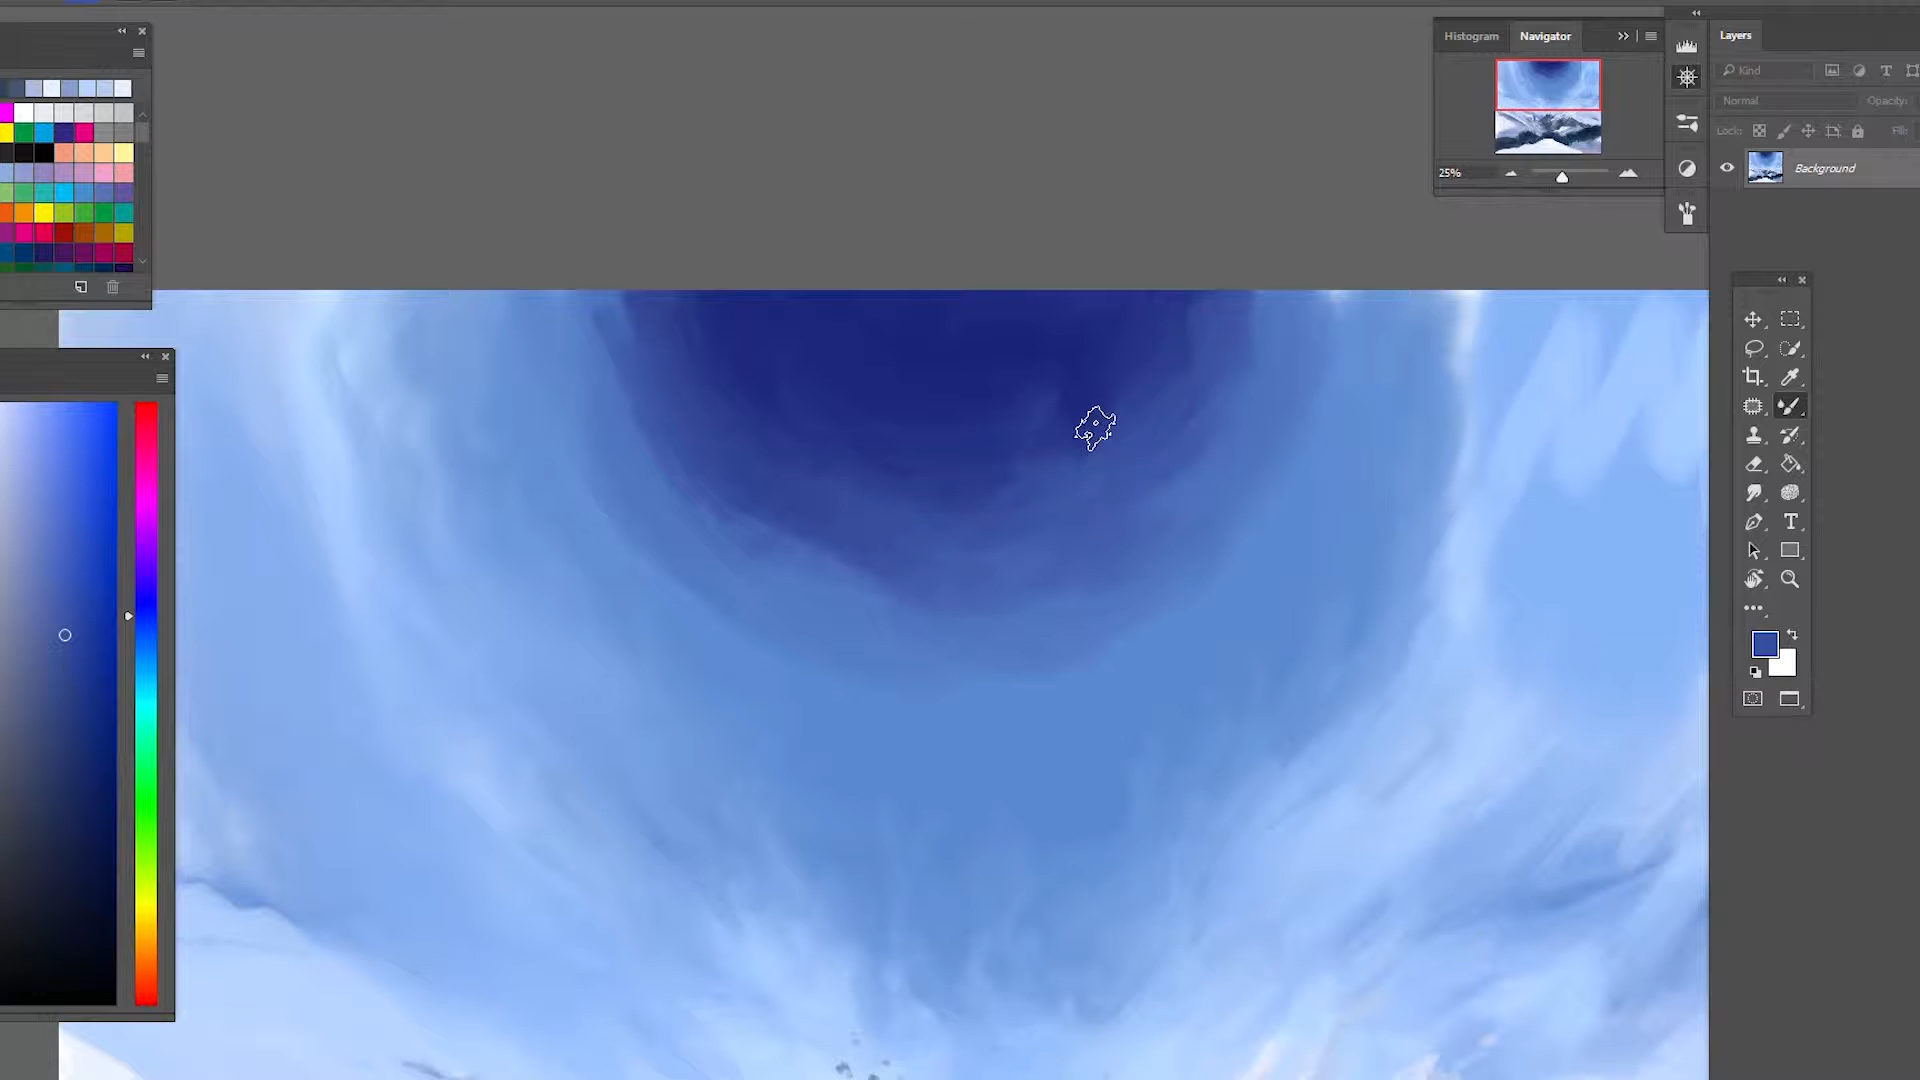 Histogram Navigator
25%
Layers
Kind
Normal Opacity:
Lock: Fill:
Background